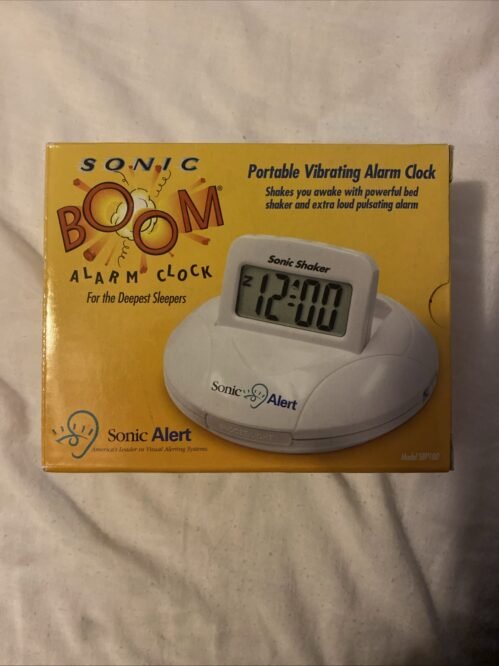 SONIC
BOOM®
ALARM CLOCK
For the Deepest Sleepers
Portable Vibrating Alarm Clock
Shakes you awake with powerful bed
shaker and extra loud pulsating alarm
Sonic Shaker
12:00
Sonic Alert
Sonic Alert
America's Leader in Visual Alerting Systems
Model SBP100